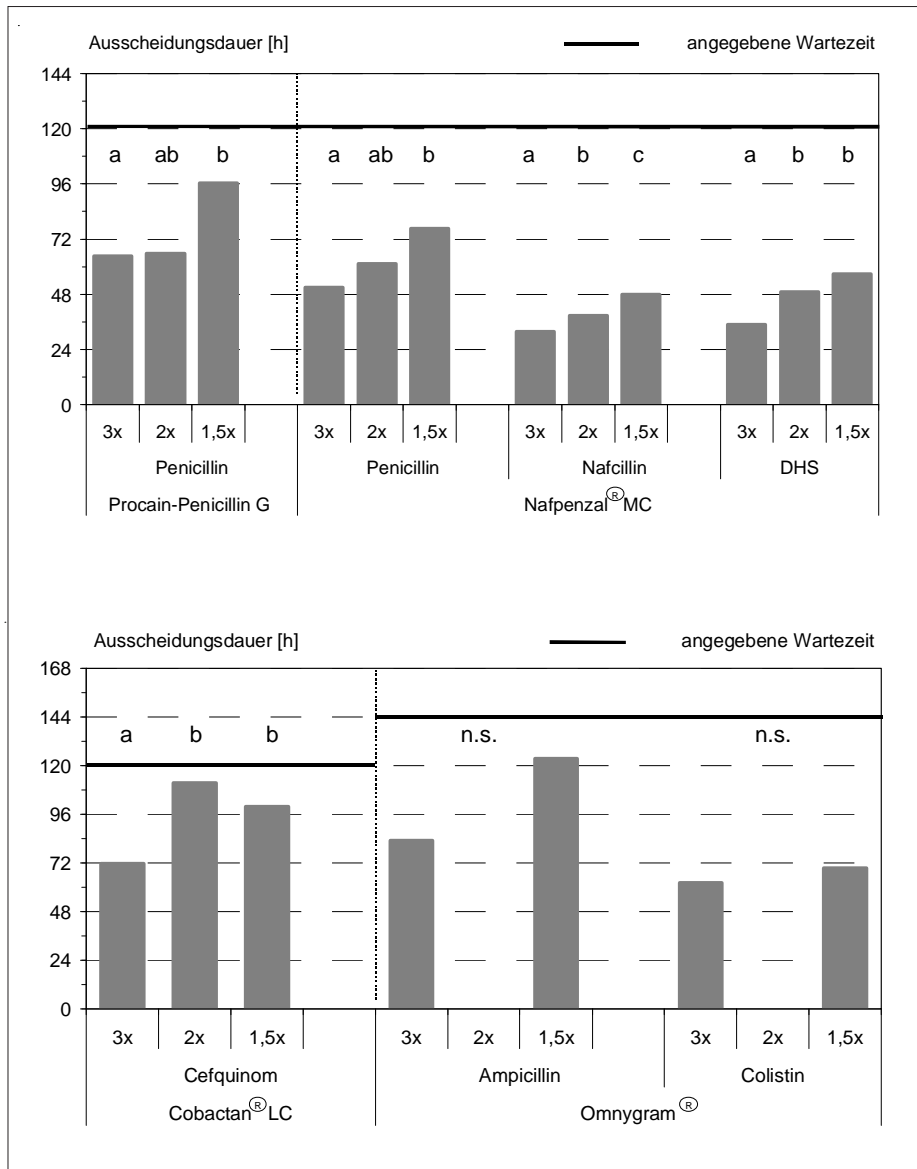 Ausscheidungsdauer [h] angegebene Wartezeit
144
120
a ab b a ab b a b c a b b
96
72
48
24
0
3x 2x 1,5x 3x 2x 1,5x 3x 2x 1,5x 3x 2x 1,5x
Penicillin Penicillin Nafcillin DHS
Procain-Penicillin G Nafpenzal®MC
Ausscheidungsdauer [h] angegebene Wartezeit
168
144
a b b n.s. n.s.
120
96
72
48
24
0
3x 2x 1,5x 3x 2x 1,5x 3x 2x 1,5x
Cefquinom Ampicillin Colistin
Cobactan®LC Omnygram®